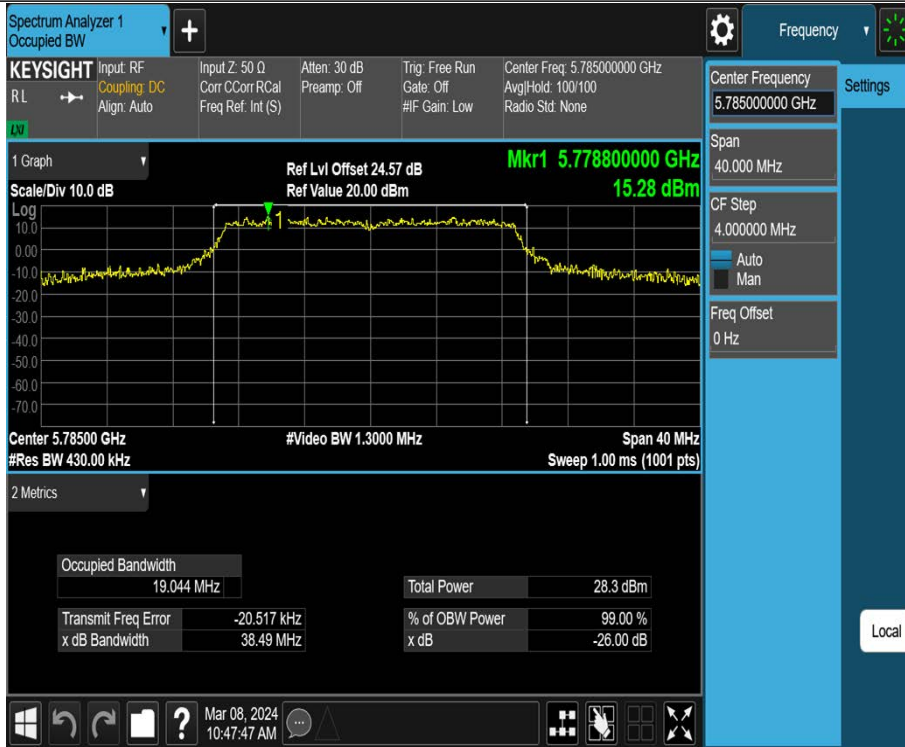 Spectrum Analyzer 1
Occupied BW
+
Frequency
KEYSIGHT
R L
LXI
Input: RF
Coupling: DC
Align: Auto
Input Z: 50 Ω
Corr CCorr RCal
Freq Ref: Int (S)
Atten: 30 dB
Preamp: Off
Trig: Free Run
Gate: Off
#IF Gain: Low
Center Freq: 5.785000000 GHz
Avg|Hold: 100/100
Radio Std: None
Center Frequency
5.785000000 GHz
Settings
Span
40.000 MHz
CF Step
4.000000 MHz
Auto
Man
Freq Offset
0 Hz
1 Graph
Scale/Div 10.0 dB
Ref Lvl Offset 24.57 dB
Ref Value 20.00 dBm
Mkr1 5.778800000 GHz
15.28 dBm
Log
1
10.0
0.00
-10.0
-20.0
-30.0
-40.0
-50.0
-60.0
-70.0
Center 5.78500 GHz
#Res BW 430.00 kHz
#Video BW 1.3000 MHz
Span 40 MHz
Sweep 1.00 ms (1001 pts)
2 Metrics
Occupied Bandwidth
19.044 MHz
Total Power 28.3 dBm
Transmit Freq Error -20.517 kHz
% of OBW Power 99.00 %
x dB Bandwidth 38.49 MHz
x dB -26.00 dB
Local
?
Mar 08, 2024
10:47:47 AM